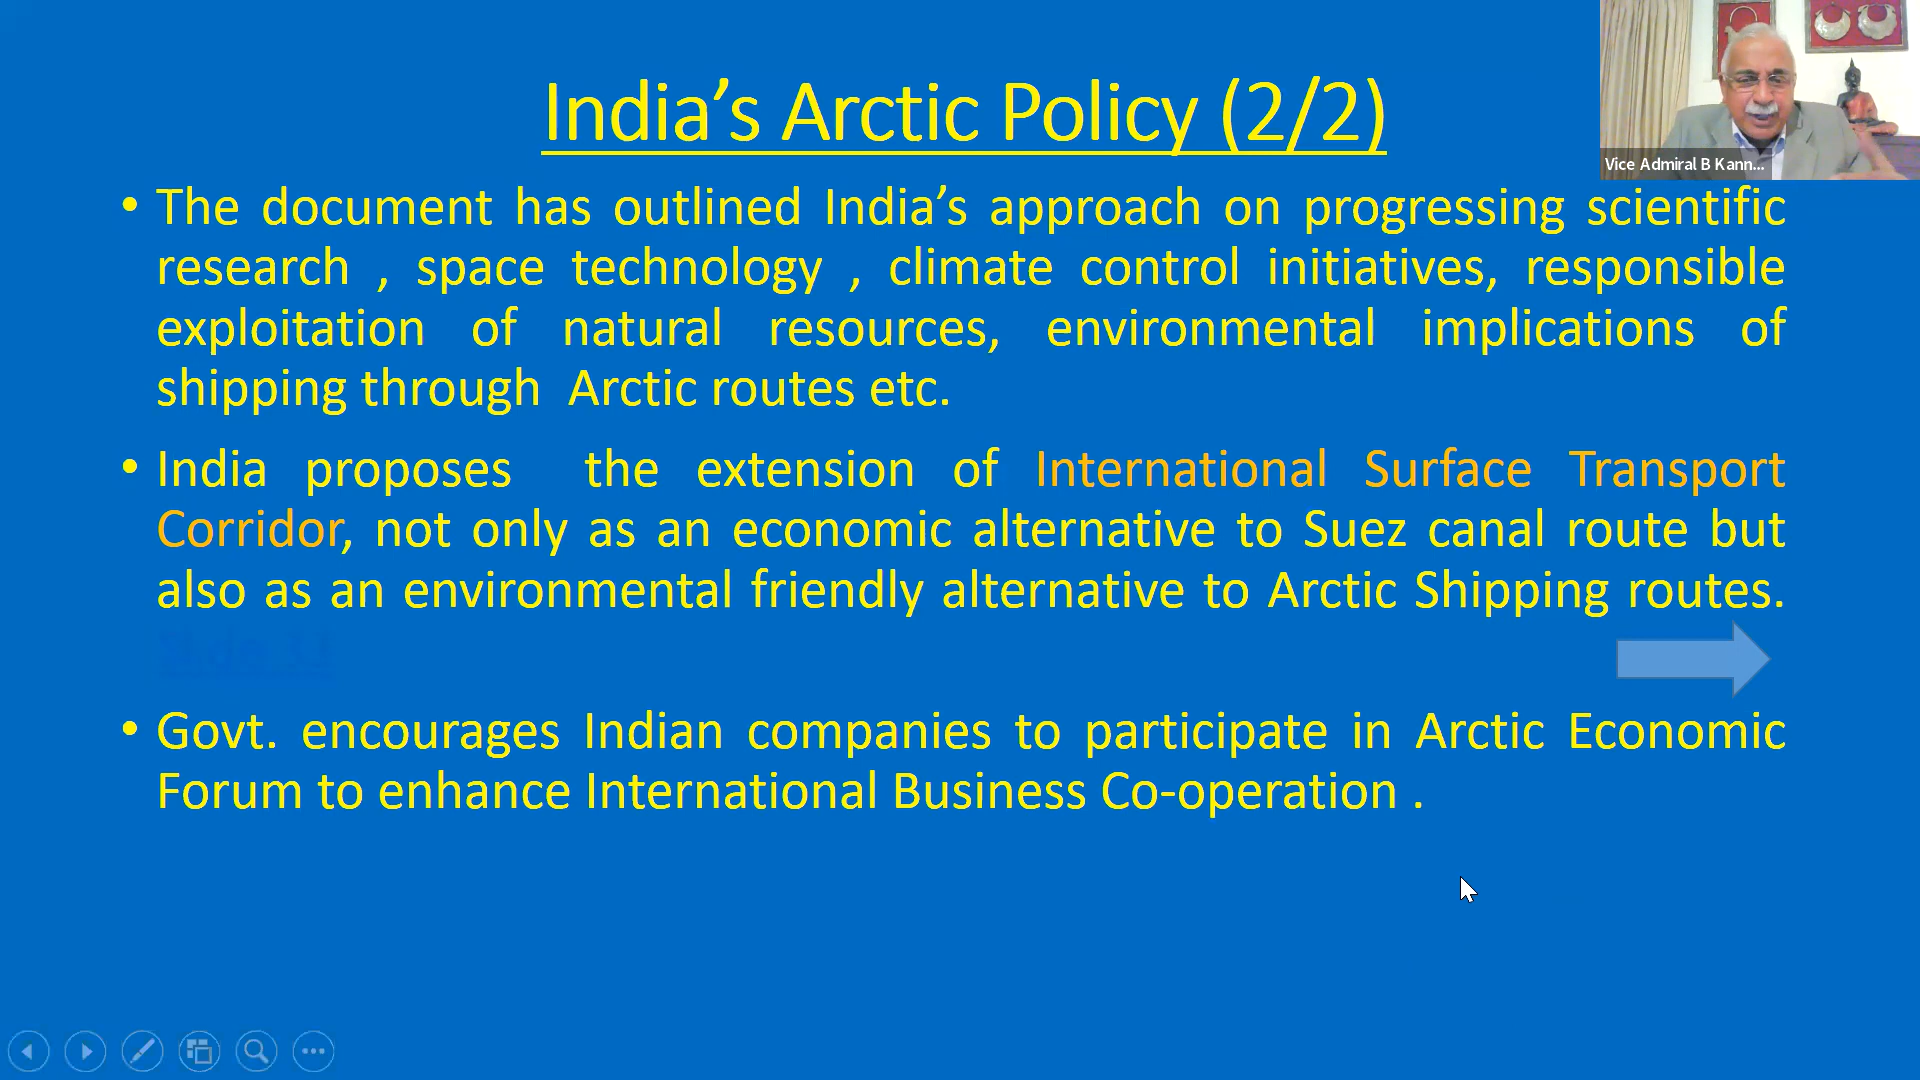 India’s Arctic Policy (2/2)
Vice Admiral B Kann...
• The document has outlined India’s approach on progressing scientific
research , space technology , climate control initiatives, responsible
exploitation of natural resources, environmental implications of
shipping through Arctic routes etc.
• India proposes the extension of International Surface Transport
Corridor, not only as an economic alternative to Suez canal route but
also as an environmental friendly alternative to Arctic Shipping routes.
• Govt. encourages Indian companies to participate in Arctic Economic
Forum to enhance International Business Co-operation .